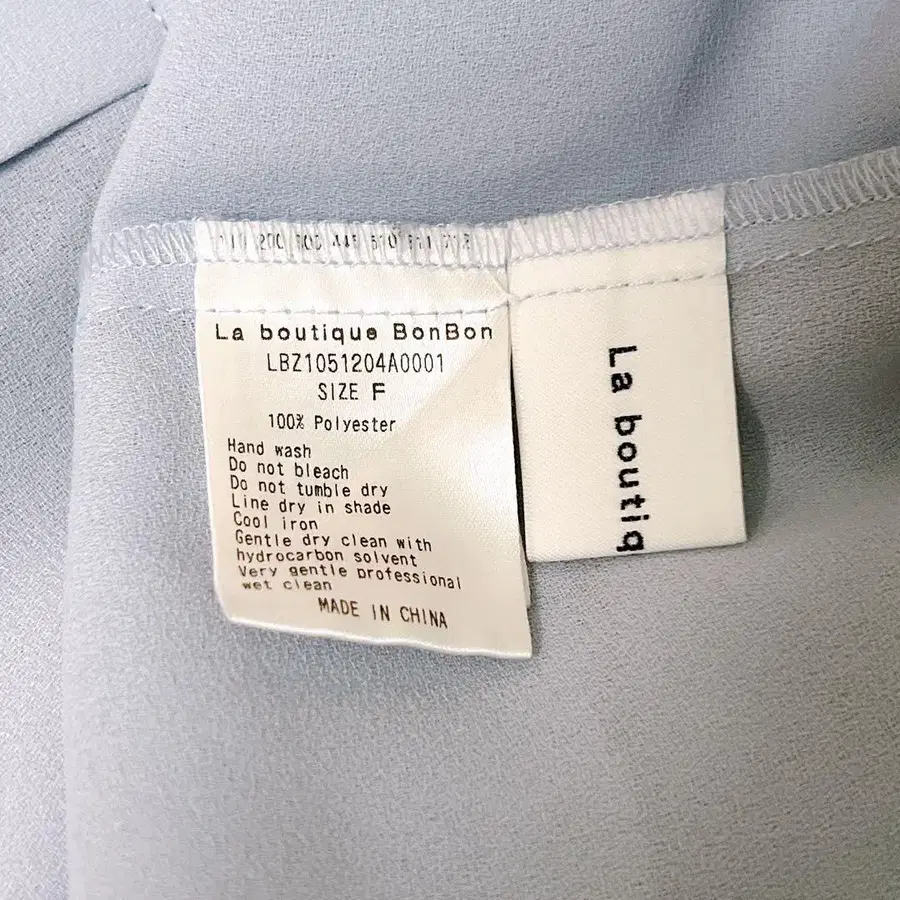 La boutique BonBon
LBZ1051204A0001
SIZE F
100% Polyester
Hand wash
Do not bleach
Do not tumble dry
Line dry in shade
Cool iron
Gentle dry clean with
hydrocarbon solvent
Very gentle professional
wet clean
MADE IN CHINA
La boutiq